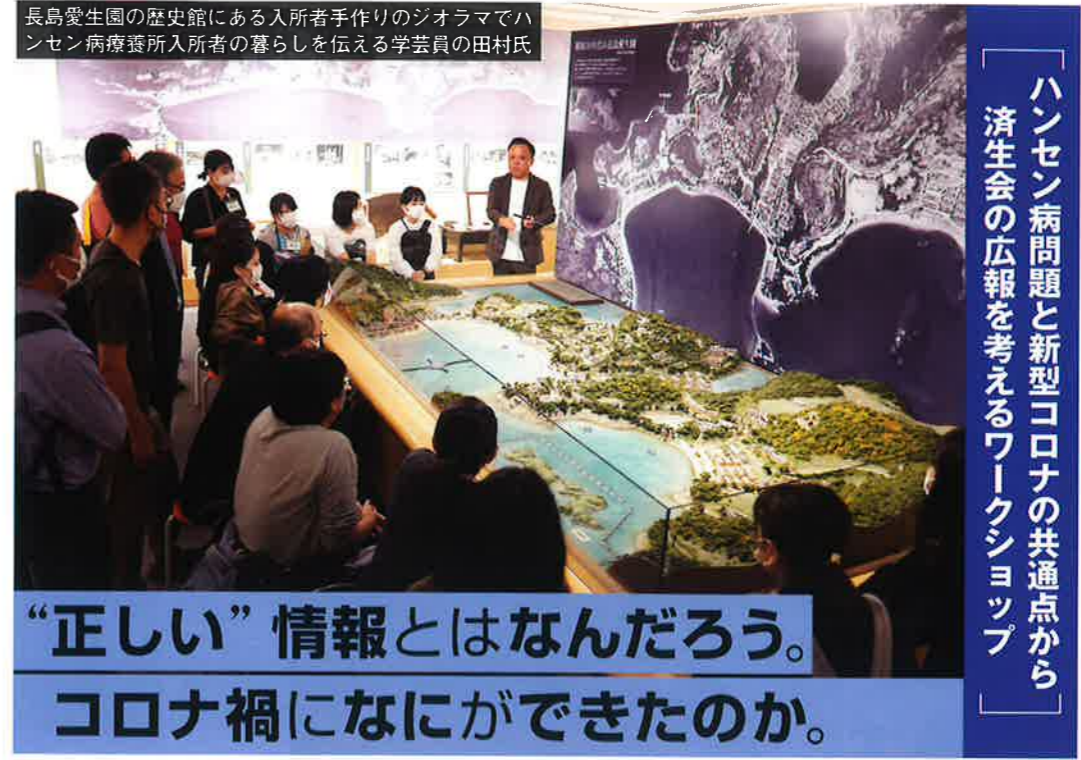 長島愛生園の歴史館にある入所者手作りのジオラマでハ
ンセン病療養所入所者の暮らしを伝える学芸員の田村氏
ハンセン病問題と新型コロナの共通点から
済生会の広報を考えるワークショップ
“正しい”情報とはなんだろう。
コロナ禍になにができたのか。